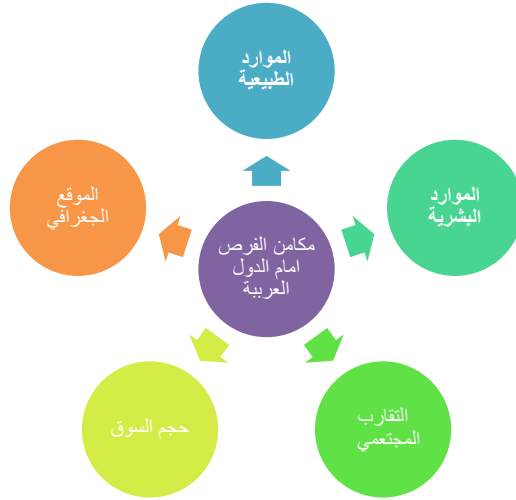 الموارد
الطبيعية
الموارد
البشرية
التقارب
المجتمعي
حجم السوق
الموقع
الجغرافي
مكامن الفرص
امام الدول
العربية